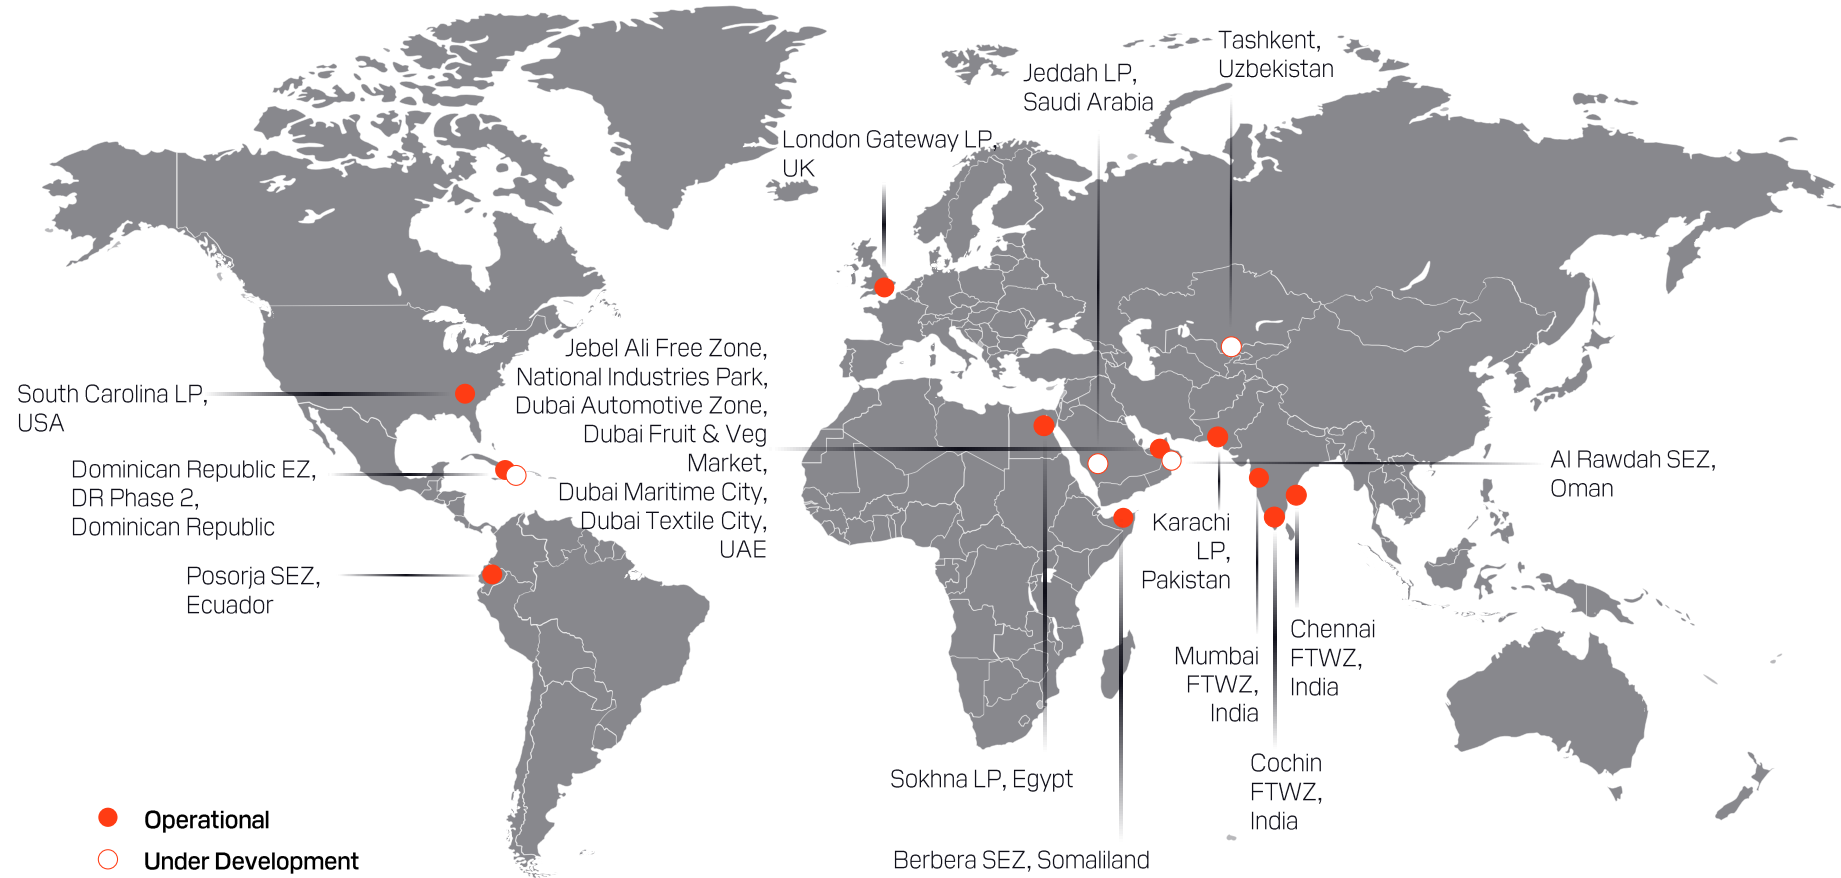 Tashkent,
Uzbekistan
Jeddah LP,
Saudi Arabia
London Gateway LP,
UK
Jebel Ali Free Zone,
National Industries Park,
Dubai Automotive Zone,
Dubai Fruit & Veg
Market,
Dubai Maritime City,
Dubai Textile City,
UAE
South Carolina LP,
USA
Dominican Republic EZ,
DR Phase 2,
Dominican Republic
Posorja SEZ,
Ecuador
Al Rawdah SEZ,
Oman
Karachi
LP,
Pakistan
Mumbai
FTWZ,
India
Chennai
FTWZ,
India
Cochin
FTWZ,
India
Sokhna LP, Egypt
Berbera SEZ, Somaliland
Operational
Under Development